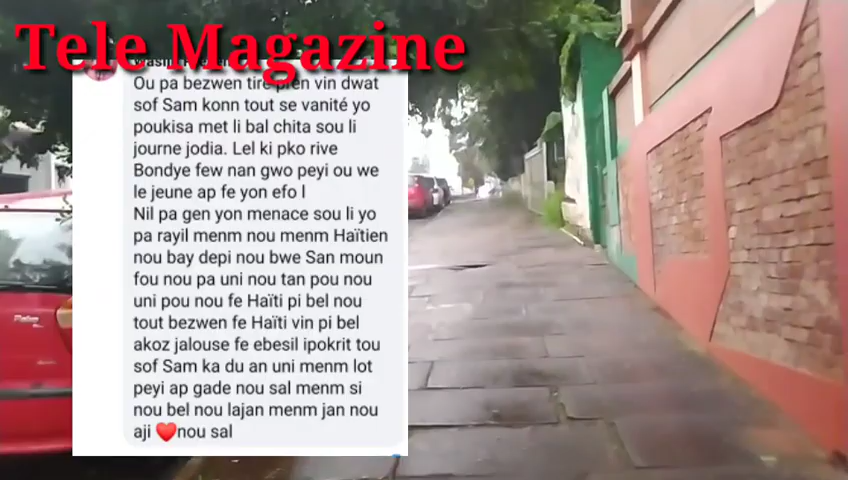 Tele Magazine
Ou pa bezwen tire pren vin dwat
sof Sam konn tout se vanité yo
poukisa met li bal chita sou li
journe jodia. Lel ki pko rive
Bondye few nan gwo peyi ou we
le jeune ap fe yon efo l
Nil pa gen yon menace sou li yo
pa rayil menm nou menm Haïtien
nou bay depi nou bwe San moun
fou nou pa uni nou tan pou nou
uni pou nou fe Haïti pi bel nou
tout bezwen fe Haïti vin pi bel
akoz jalouse fe ebesil ipokrit tou
sof Sam ka du an uni menm lot
peyi ap gade nou sal menm si
nou bel nou lajan menm jan nou
aji ❤️nou sal